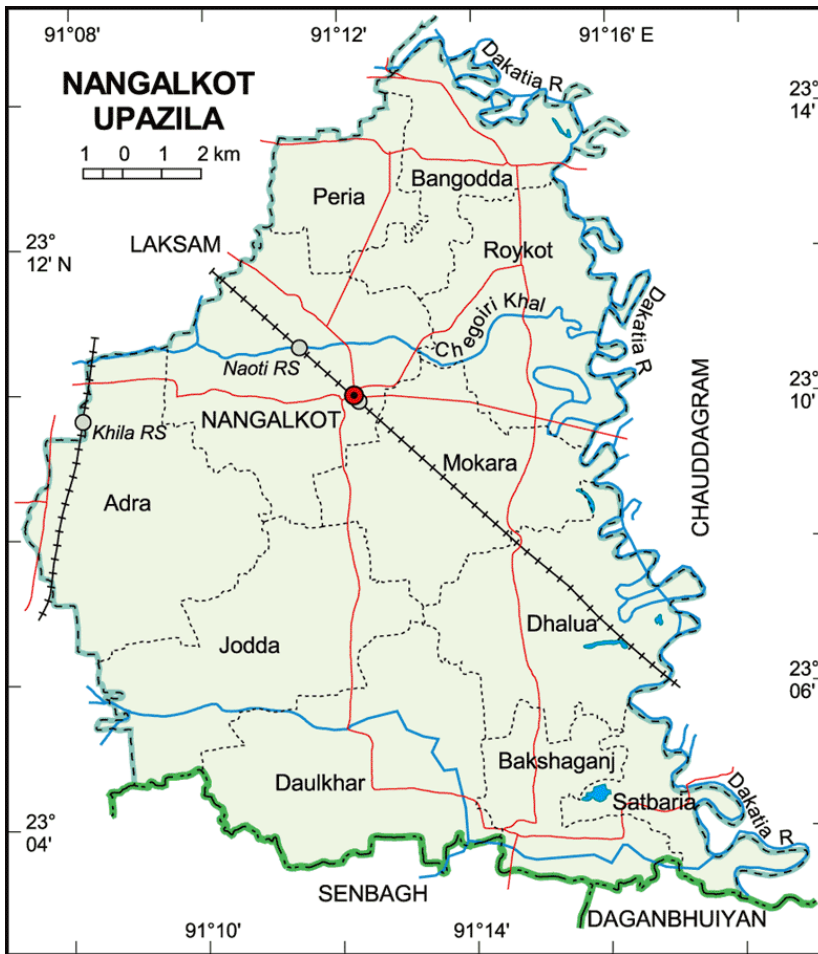 91°08'
91°12'
91°16' E
NANGALKOT
UPAZILA
1 0 1 2 km
Dakatia R
23°
14'
Peria
Bangodda
LAKSAM
23°
12' N
Roykot
Chegoiri Khal
Dakatia R
Naoti RS
23°
10'
NANGALKOT
Khila RS
Mokara
CHAUDDAGRAM
Adra
Dhalua
Jodda
23°
06'
Bakshaganj
Daulkhar
Satbaria
Dakatia R
23°
04'
SENBAGH
DAGANBHUIYAN
91°10'
91°14'